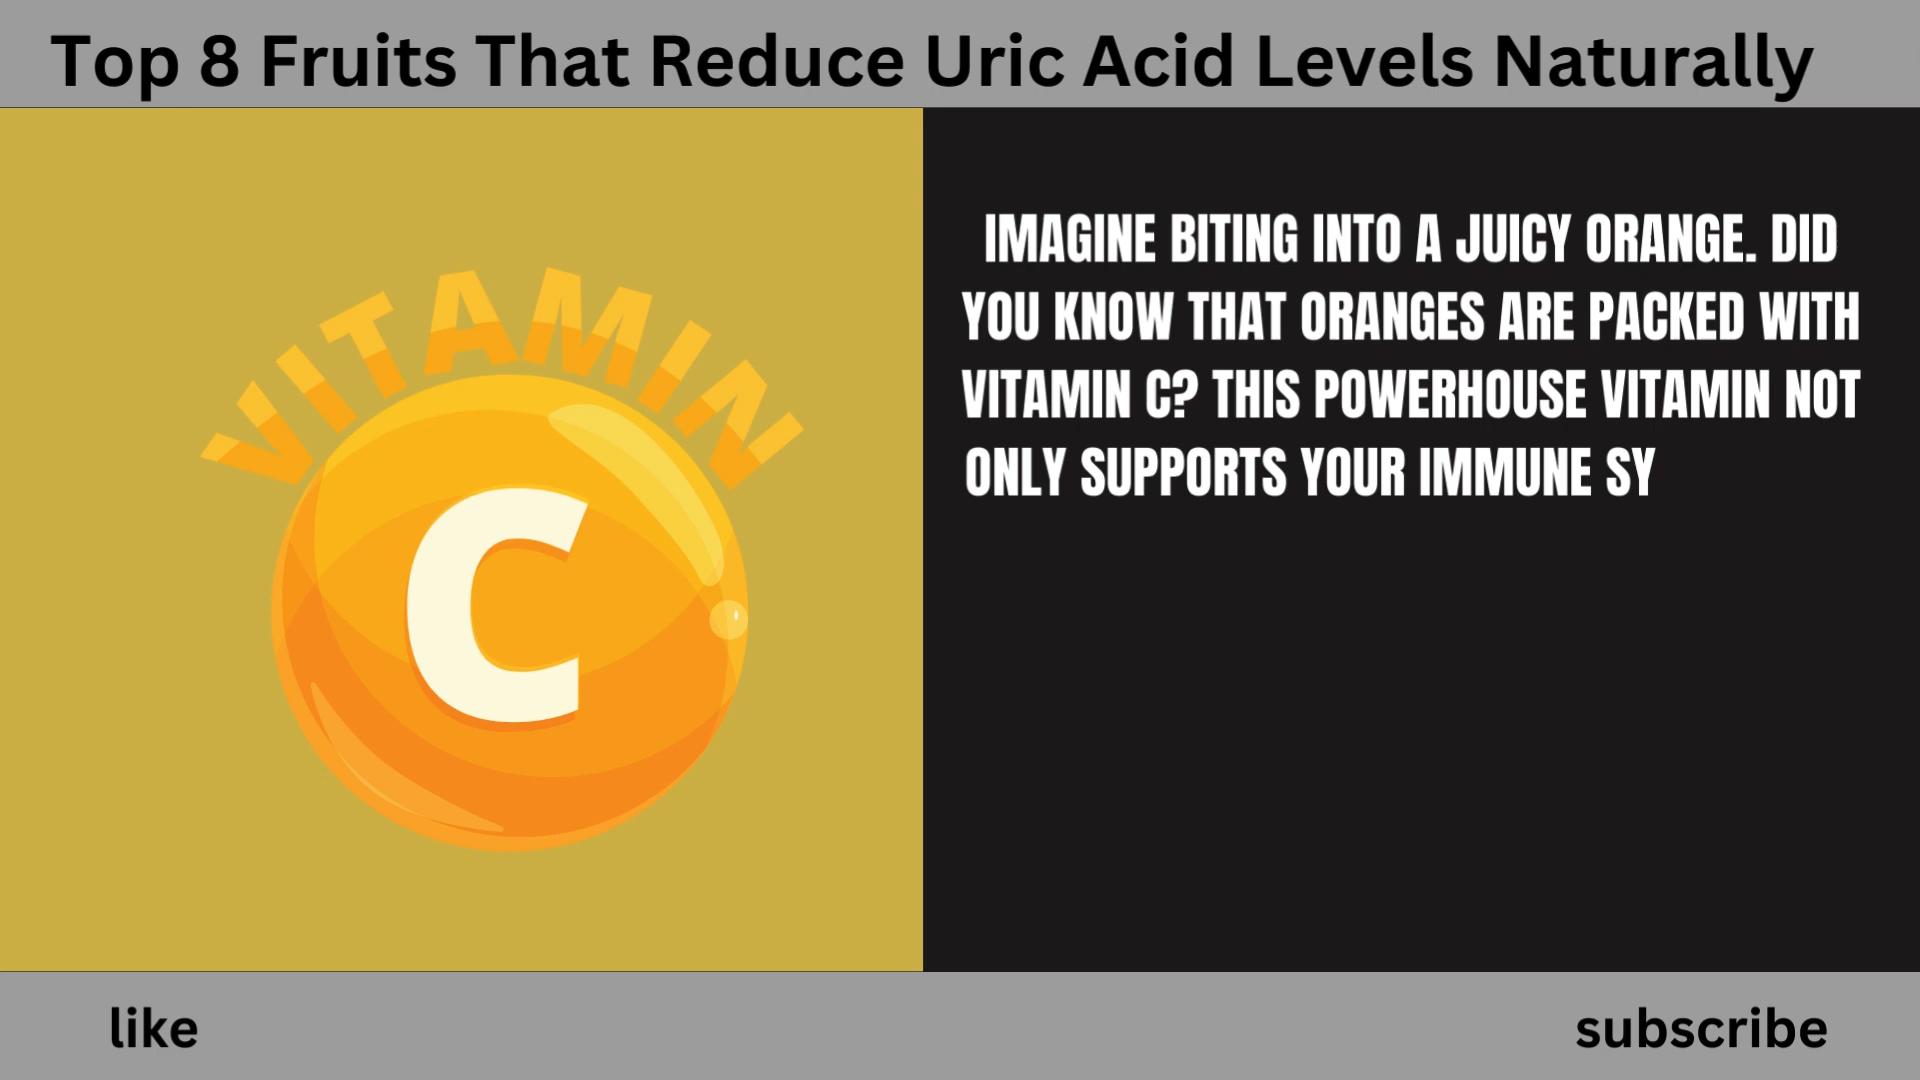 Top 8 Fruits That Reduce Uric Acid Levels Naturally
VITAMIN
C
IMAGINE BITING INTO A JUICY ORANGE. DID
YOU KNOW THAT ORANGES ARE PACKED WITH
VITAMIN C? THIS POWERHOUSE VITAMIN NOT
ONLY SUPPORTS YOUR IMMUNE SY
like
subscribe